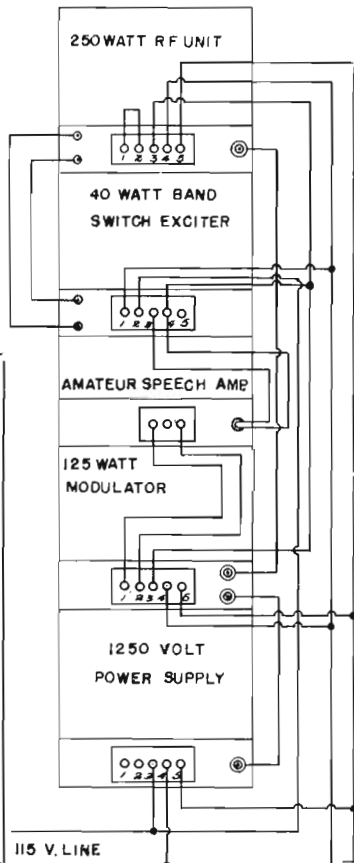 250 WATT RF UNIT
1 2 3 4 5
40 WATT BAND
SWITCH EXCITER
1 2 3 4 5
AMATEUR SPEECH AMP
125 WATT
MODULATOR
1 2 3 4 5
1250 VOLT
POWER SUPPLY
1 2 3 4 5
115 V. LINE